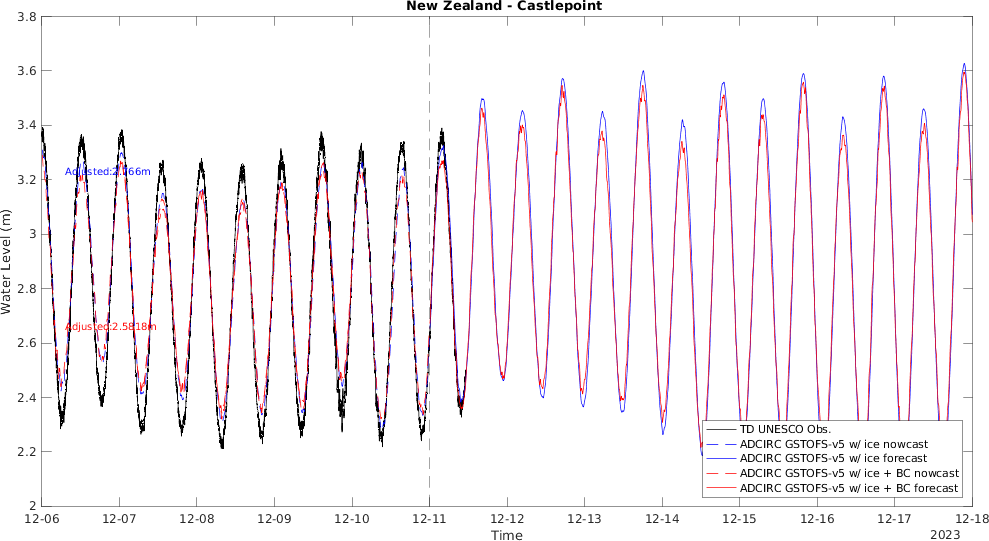 New Zealand - Castlepoint
3.8
3.6
3.4
3.2
3
2.8
2.6
2.4
2.2
2
Water Level (m)
Adjusted:2.766m
Adjusted:2.5818m
TD UNESCO Obs.
ADCIRC GSTOFS-v5 w/ ice nowcast
ADCIRC GSTOFS-v5 w/ ice forecast
ADCIRC GSTOFS-v5 w/ ice + BC nowcast
ADCIRC GSTOFS-v5 w/ ice + BC forecast
12-06 12-07 12-08 12-09 12-10 12-11 12-12 12-13 12-14 12-15 12-16 12-17 12-18
Time
2023